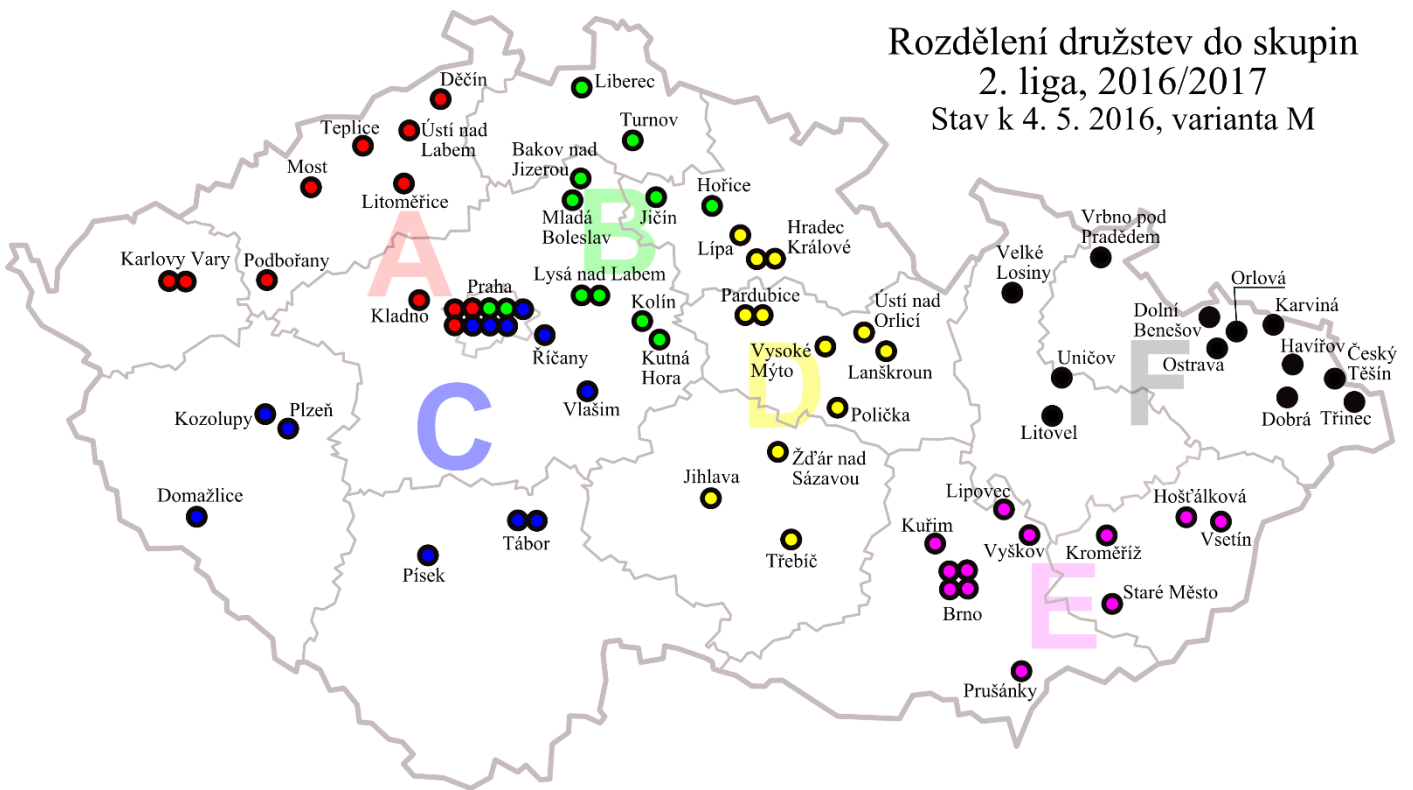 Rozdělení družstev do skupin
2. liga, 2016/2017
Stav k 4. 5. 2016, varianta M
Děčín
Liberec
Teplice
Ústí nad
Labem
Turnov
Most
Bakov nad
Jizerou
Litoměřice
Mladá
Boleslav
Jičín
Hořice
A
B
Lípa
Hradec
Králové
Velké
Losiny
Vrbno pod
Pradědem
Karlovy Vary
Podbořany
Kladno
Praha
Lysá nad Labem
Kolín
Kutná
Hora
Říčany
Vlašim
Pardubice
Ústí nad
Orlicí
Vysoké
Mýto
Lanškroun
D
Polička
Orlová
Dolní
Benešov
Karviná
Ostrava
Havířov
Český
Těšín
F
Uničov
Litovel
Dobrá
Třinec
Kozolupy
Plzeň
C
Domažlice
Tábor
Písek
Jihlava
Žďár nad
Sázavou
Třebíč
Lipovec
Kuřim
Vyškov
Brno
Hošťálková
Vsetín
Kroměříž
Staré Město
E
Prušánky